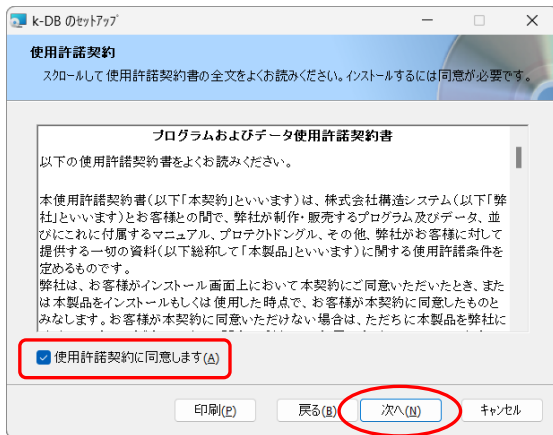 k-DB のｾｯﾄｱｯﾌﾟ
使用許諾契約
ｽｸﾛｰﾙして使用許諾契約書の全文をよくお読みください。ｲﾝｽﾄｰﾙするには同意が必要です。
プログラムおよびデータ使用許諾契約書
以下の使用許諾契約書をよくお読みください。
本使用許諾契約書(以下「本契約」といいます)は、株式会社構造システム(以下「弊
社」といいます)とお客様との間で、弊社が制作・販売するプログラム及びデータ、並
びにこれに付属するマニュアル、プロテクトドングル、その他、弊社がお客様に対して
提供する一切の資料(以下総称して「本製品」といいます)に関する使用許諾条件を
定めるものです。
弊社は、お客様がインストール画面上において本契約にご同意いただいたとき、また
は本製品をインストールもしくは使用した時点で、お客様が本契約に同意したものと
みなします。お客様が本契約に同意いただけない場合は、ただちに本製品を弊社に
使用許諾契約に同意します(A)
印刷(P) 戻る(B) 次へ(N) ｷｬﾝｾﾙ